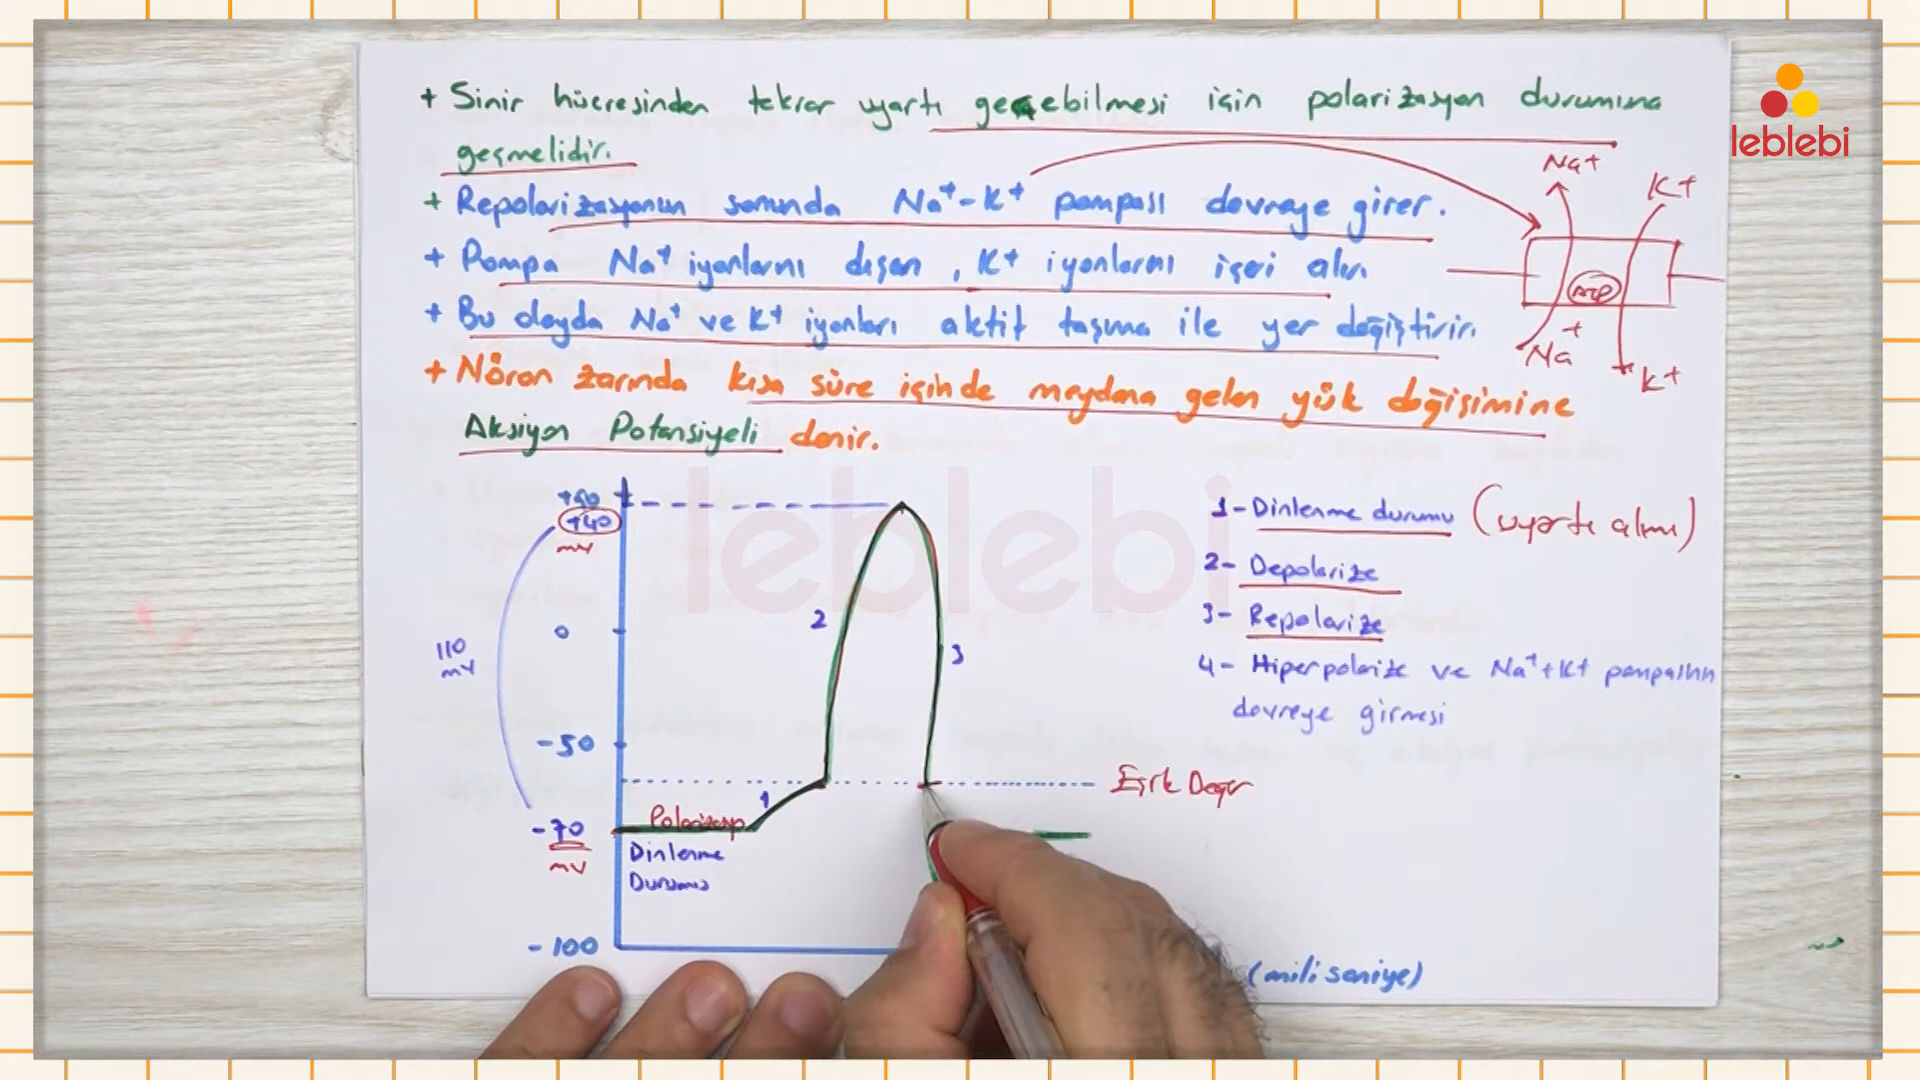 + Sinir hücresinden tekrar uyartı geçebilmesi için polarizasyon durumuna
geçmelidir.
+ Repolarizasyonun sonunda Na+-K+ pompası devreye girer.
+ Pompa Na+ iyonlarını dışarı, K+ iyonlarını içeri alır.
+ Bu olayda Na+ ve K+ iyonları aktif taşıma ile yer değiştirir.
+ Nöron zarında kısa süre içinde meydana gelen yük değişimine
Aksiyon Potansiyeli denir.
leblebi
Na+
K+
ATP
Na+
K+
+40
mV
0
110
mV
-50
-70
mV
-100
Polarizasy
Dinlenme
Durumu
1
2
3
Eşik Değer
(mili saniye)
1- Dinlenme durumu (uyartı alımı)
2- Depolarize
3- Repolarize
4- Hiperpolarize ve Na+ + K+ pompasının
devreye girmesi
leblebi